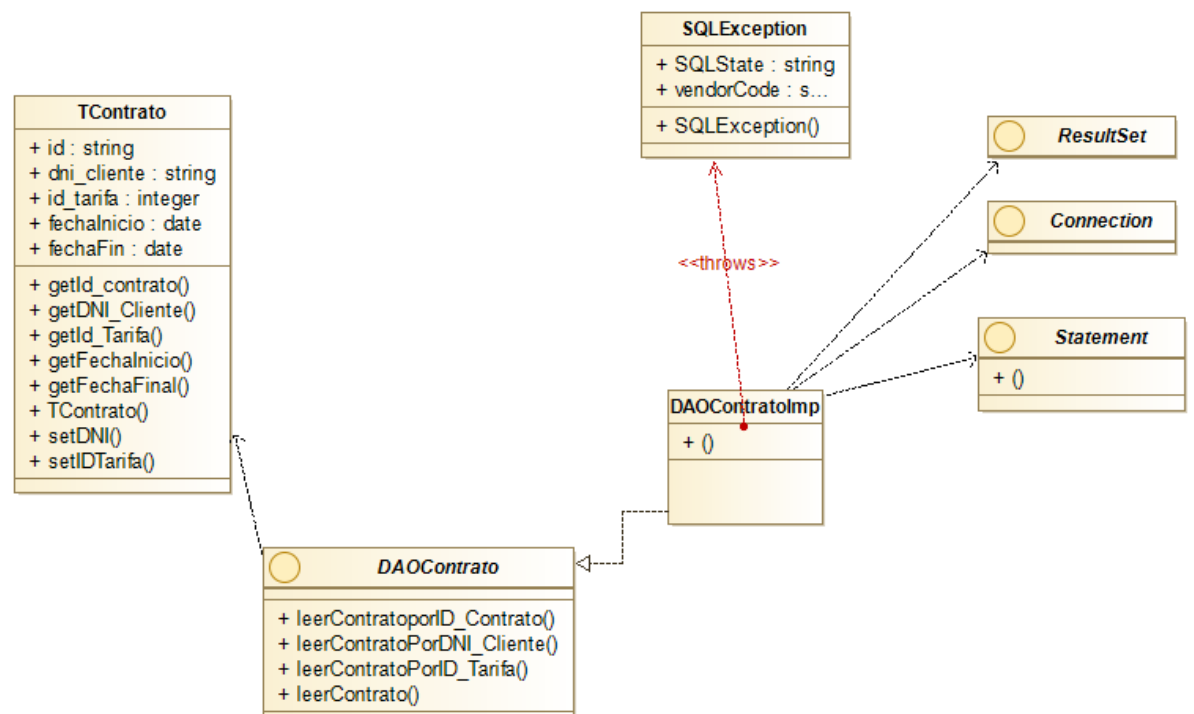 SQLException
+ SQLState : string
+ vendorCode : s...
+ SQLException()
TContrato
+ id : string
+ dni_cliente : string
+ id_tarifa : integer
+ fechaInicio : date
+ fechaFin : date
+ getId_contrato()
+ getDNI_Cliente()
+ getId_Tarifa()
+ getFechaInicio()
+ getFechaFinal()
+ TContrato()
+ setDNI()
+ setIDTarifa()
ResultSet
Connection
<<throws>>
Statement
+ ()
DAOContratoImp
+ ()
DAOContrato
+ leerContratoporID_Contrato()
+ leerContratoPorDNI_Cliente()
+ leerContratoPorID_Tarifa()
+ leerContrato()